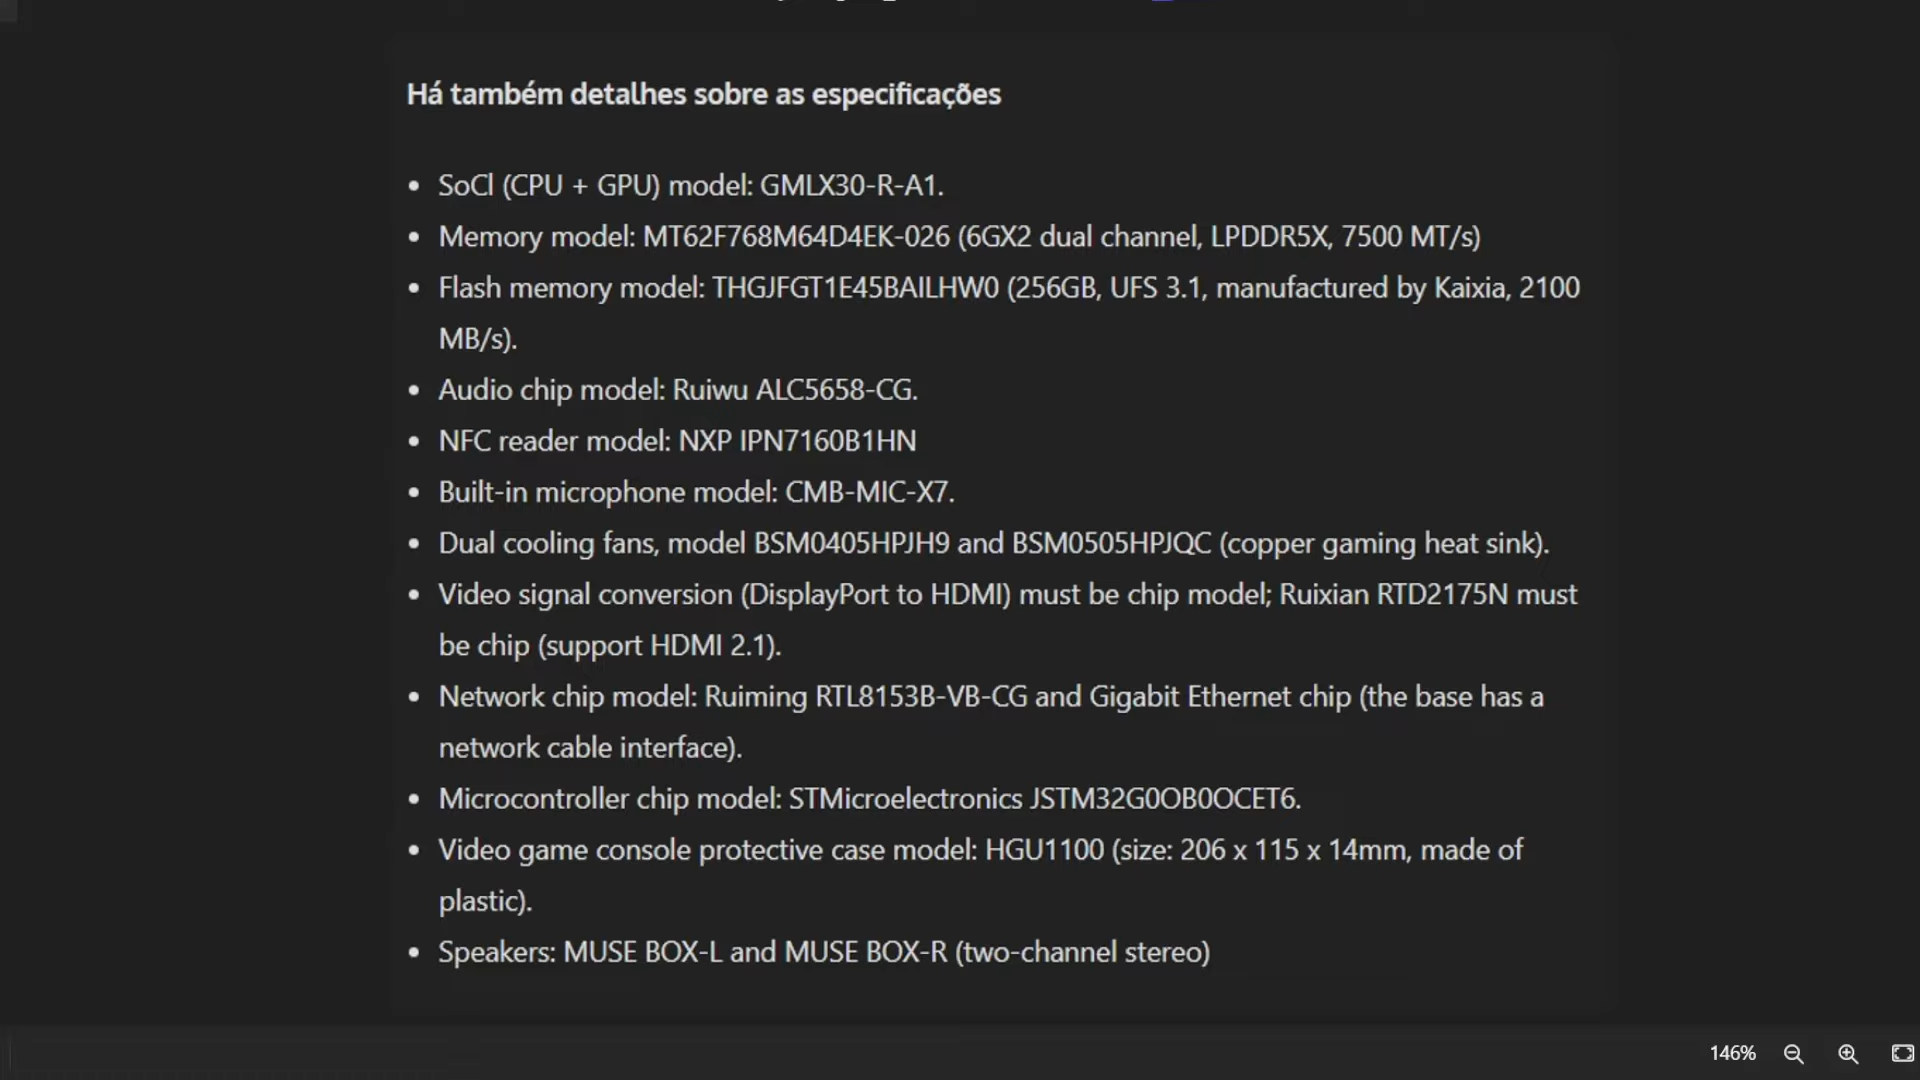 Há também detalhes sobre as especificações
• SoCl (CPU + GPU) model: GMLX30-R-A1.
• Memory model: MT62F768M64D4EK-026 (6GX2 dual channel, LPDDR5X, 7500 MT/s)
• Flash memory model: THGJFGT1E45BAILHW0 (256GB, UFS 3.1, manufactured by Kaixia, 2100
MB/s).
• Audio chip model: Ruiwu ALC5658-CG.
• NFC reader model: NXP IPN7160B1HN
• Built-in microphone model: CMB-MIC-X7.
• Dual cooling fans, model BSM0405HPJH9 and BSM0505HPJQC (copper gaming heat sink).
• Video signal conversion (DisplayPort to HDMI) must be chip model; Ruixian RTD2175N must
be chip (support HDMI 2.1).
• Network chip model: Ruiming RTL8153B-VB-CG and Gigabit Ethernet chip (the base has a
network cable interface).
• Microcontroller chip model: STMicroelectronics JSTM32G0OB0OCET6.
• Video game console protective case model: HGU1100 (size: 206 x 115 x 14mm, made of
plastic).
• Speakers: MUSE BOX-L and MUSE BOX-R (two-channel stereo)
146%